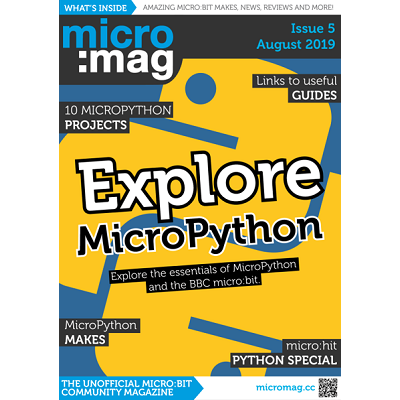 WHAT'S INSIDE
AMAZING MICRO:BIT MAKES, NEWS, REVIEWS AND MORE!
micro
:mag
Issue 5
August 2019
Links to useful
GUIDES
10 MICROPYTHON
PROJECTS
Explore
MicroPython
Explore the essentials of MicroPython
and the BBC micro:bit.
MicroPython
MAKES
micro:hit
PYTHON SPECIAL
THE UNOFFICIAL MICRO:BIT
COMMUNITY MAGAZINE
micromag.cc